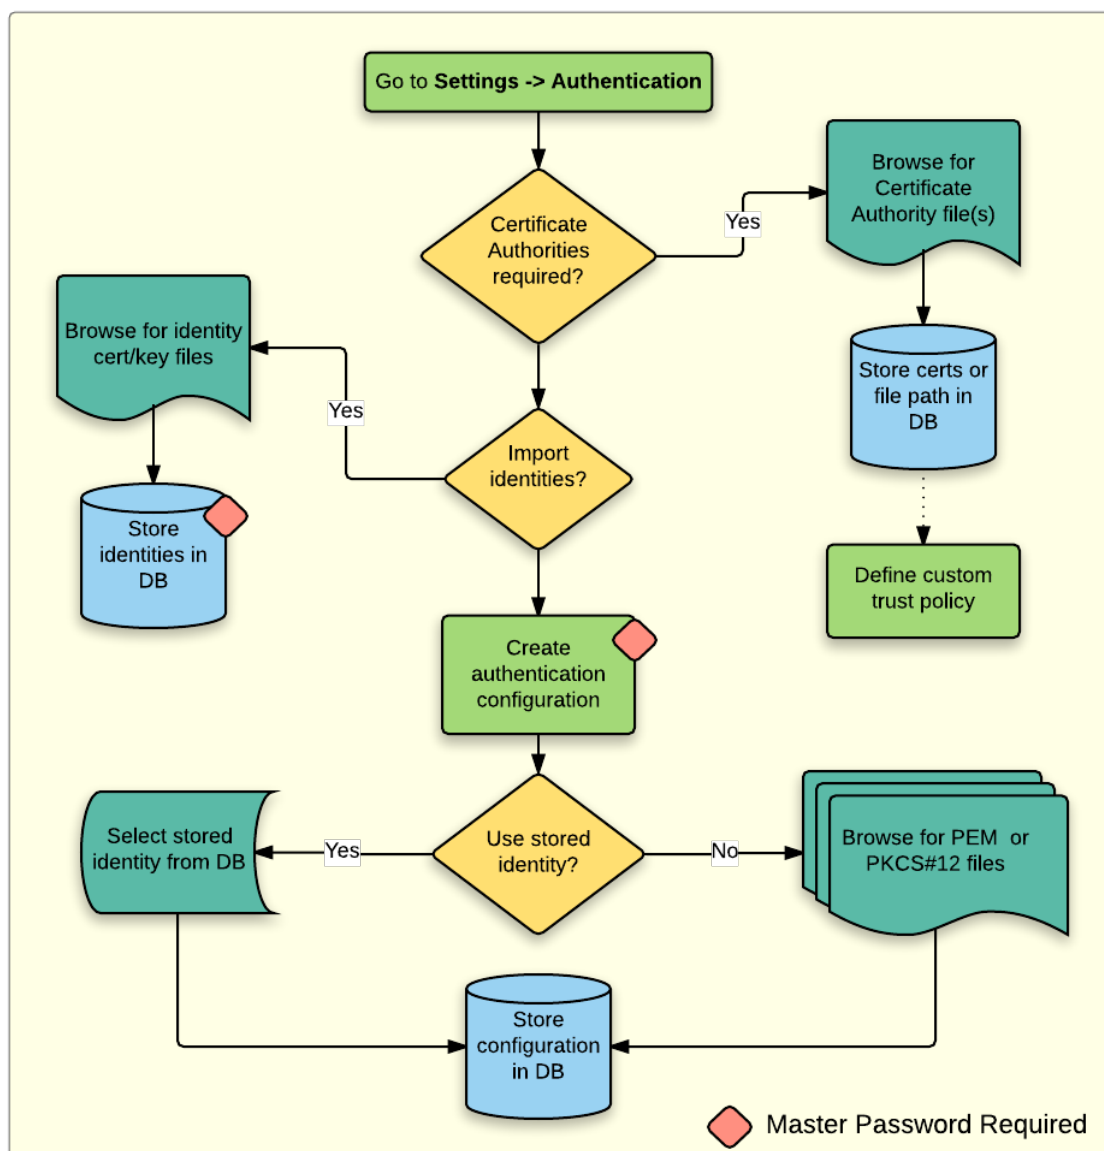 Go to Settings -> Authentication
Certificate
Authorities
required?
Yes
Browse for
Certificate
Authority file(s)
Store certs or
file path in
DB
Define custom
trust policy
Import
identities?
Yes
Browse for identity
cert/key files
Store
identities in
DB
Create
authentication
configuration
Use stored
identity?
Yes
Select stored
identity from DB
No
Browse for PEM  or
PKCS#12 files
Store
configuration
in DB
Master Password Required